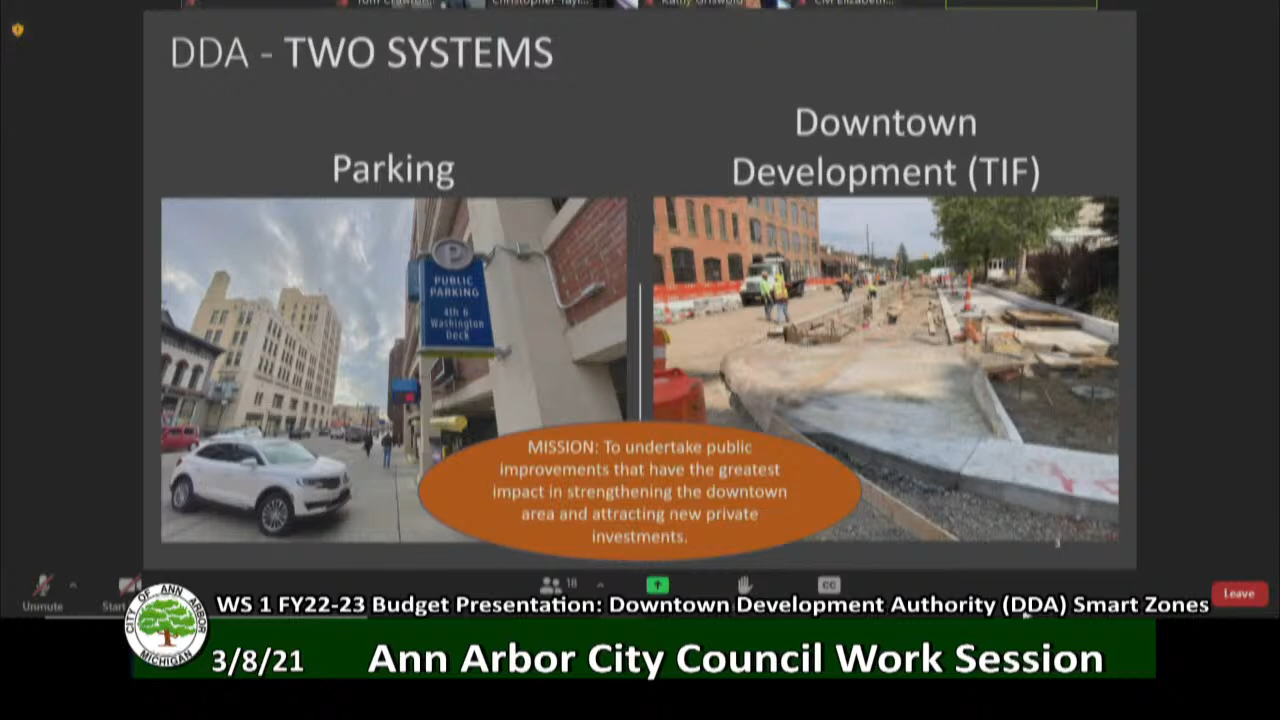 DDA - TWO SYSTEMS
Parking
Downtown
Development (TIF)
P
PUBLIC
PARKING
4th &
Washington
Deck
MISSION: To undertake public
improvements that have the greatest
impact in strengthening the downtown
area and attracting new private
investments.
3
Unmute
Start
18
CC
Leave
CITY OF ANN ARBOR
MICHIGAN
WS 1 FY22-23 Budget Presentation: Downtown Development Authority (DDA) Smart Zones
3/8/21
Ann Arbor City Council Work Session